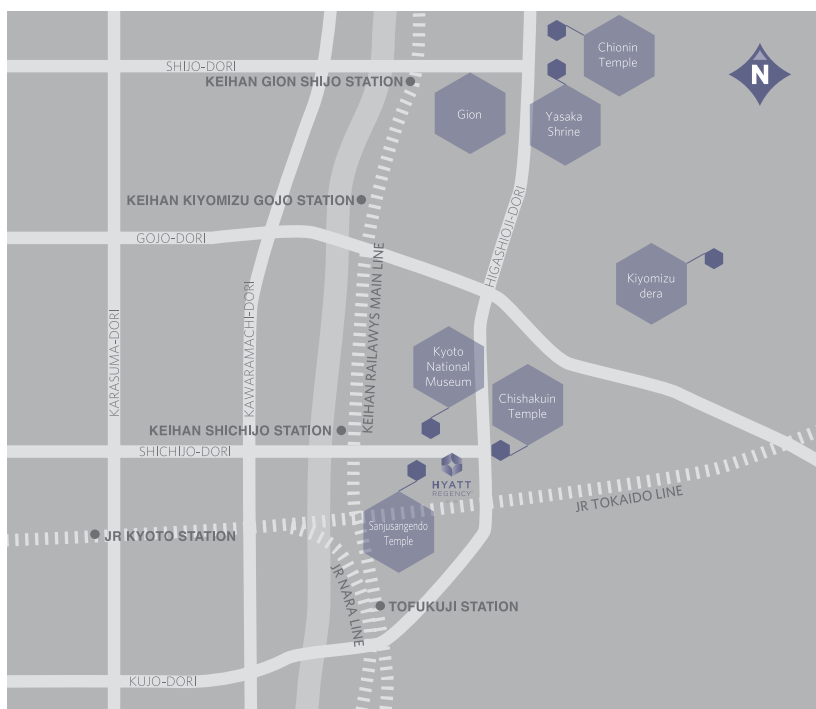 Chionin
Temple
N
SHIJO-DORI
KEIHAN GION SHIJO STATION
Gion
Yasaka
Shrine
KEIHAN KIYOMIZU GOJO STATION
HIGASHIOJI-DORI
GOJO-DORI
Kiyomizu
dera
KARASUMA-DORI
KAWARAMACHI-DORI
KEIHAN RAILAWYS MAIN LINE
Kyoto
National
Museum
Chishakuin
Temple
KEIHAN SHICHIJO STATION
SHICHIJO-DORI
HYATT
REGENCY
JR TOKAIDO LINE
Sanjusangendo
Temple
JR KYOTO STATION
JR NARA LINE
TOFUKUJI STATION
KUJO-DORI